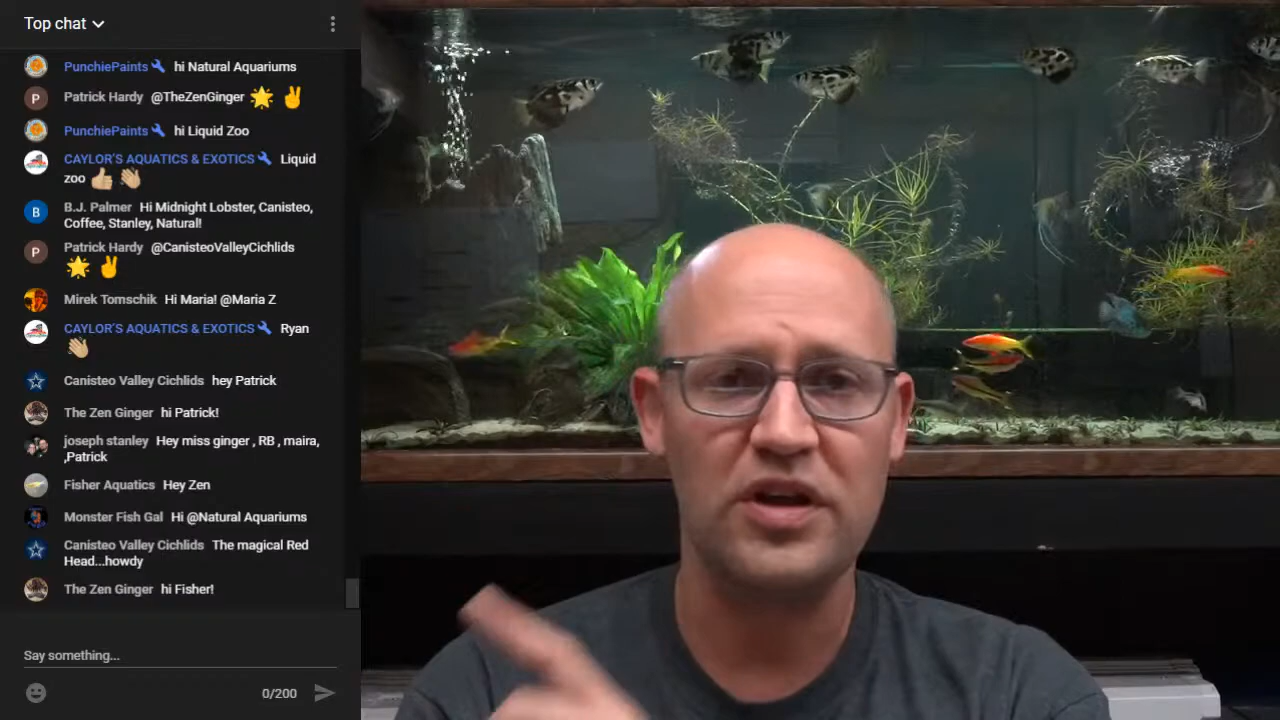 Top chat
PunchiePaints hi Natural Aquariums
Patrick Hardy @TheZenGinger 🌟 ✌
PunchiePaints hi Liquid Zoo
CAYLOR'S AQUATICS & EXOTICS Liquid
zoo 👍🏼 👋🏼
B.J. Palmer Hi Midnight Lobster, Canisteo,
Coffee, Stanley, Natural!
Patrick Hardy @CanisteoValleyCichlids
🌟 ✌
Mirek Tomschik Hi Maria! @Maria Z
CAYLOR'S AQUATICS & EXOTICS Ryan
👋🏼
Canisteo Valley Cichlids hey Patrick
The Zen Ginger hi Patrick!
joseph stanley Hey miss ginger , RB , maira,
,Patrick
Fisher Aquatics Hey Zen
Monster Fish Gal Hi @Natural Aquariums
Canisteo Valley Cichlids The magical Red
Head...howdy
The Zen Ginger hi Fisher!
Say something...
0/200
P
P
B
P